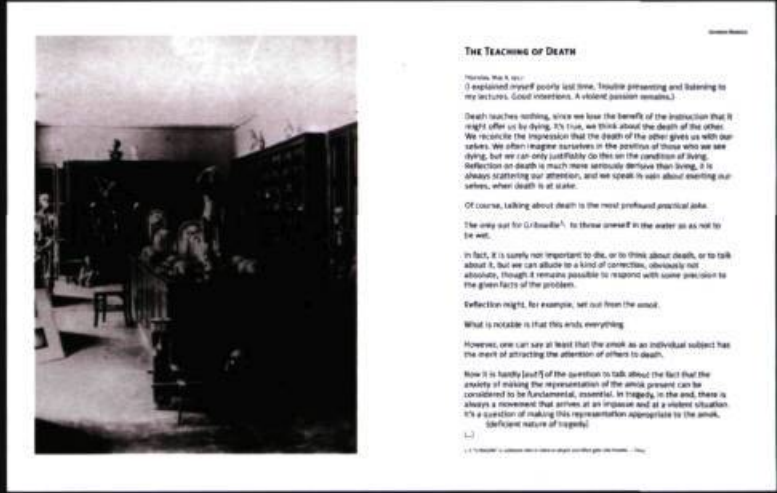 THE TEACHING OF DEATH
(I explained myself poorly last time. Trouble presenting and listening to
my lectures. Good intentions. A violent passion remains.)
Death teaches nothing, since we lose the benefit of the instruction that it
might offer us by dying. It's true, we think about the death of the other.
We reconcile the impression that the death of the other gives us with our-
selves. We often imagine ourselves in the position of those who we see
dying, but we can only justifiably do this on the condition of living.
Reflection on death is much more seriously derisive than living, it is
always scattering our attention, and we speak in vain about exerting our-
selves, when death is at stake.
Of course, talking about death is the most profound practical joke.
The only out for Gribouille¹: to throw oneself in the water so as not to
be wet.
In fact, it is surely not important to die, or to think about death, or to talk
about it, but we can allude to a kind of correction, obviously not
absolute, though it remains possible to respond with some precision to
the given facts of the problem.
Reflection might, for example, set out from the amok.
What is notable is that this ends everything.
However, one can say at least that the amok as an individual subject has
the merit of attracting the attention of others to death.
Now it is hardly [out?] of the question to talk about the fact that the
anxiety of making the representation of the amok present can be
considered to be fundamental, essential. In tragedy, in the end, there is
always a movement that arrives at an impasse and at a violent situation.
It's a question of making this representation appropriate to the amok.
(deficient nature of tragedy)
(...)